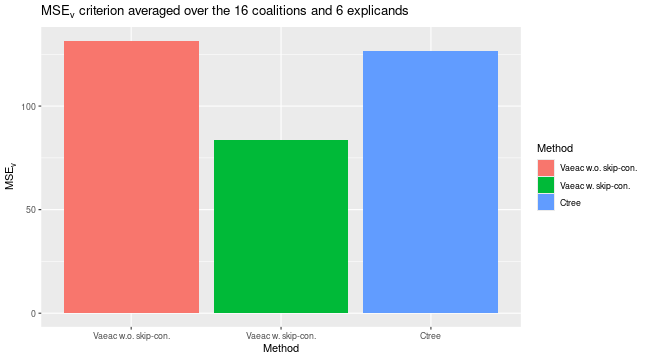 MSEᵥ criterion averaged over the 16 coalitions and 6 explicands
MSEᵥ
100
50
0
Vaeac w.o. skip-con.
Vaeac w. skip-con.
Ctree
Method
Method
Vaeac w.o. skip-con.
Vaeac w. skip-con.
Ctree